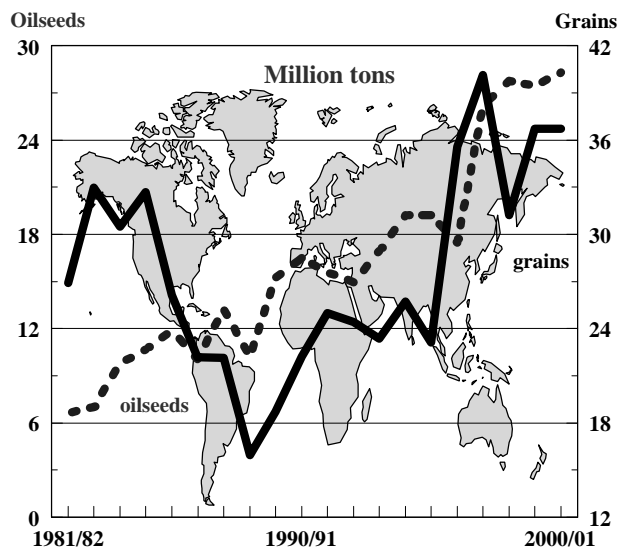 Oilseeds Grains
30 42
Million tons
24 36
18 30
grains
12 24
oilseeds
6 18
0 12
1981/82 1990/91 2000/01